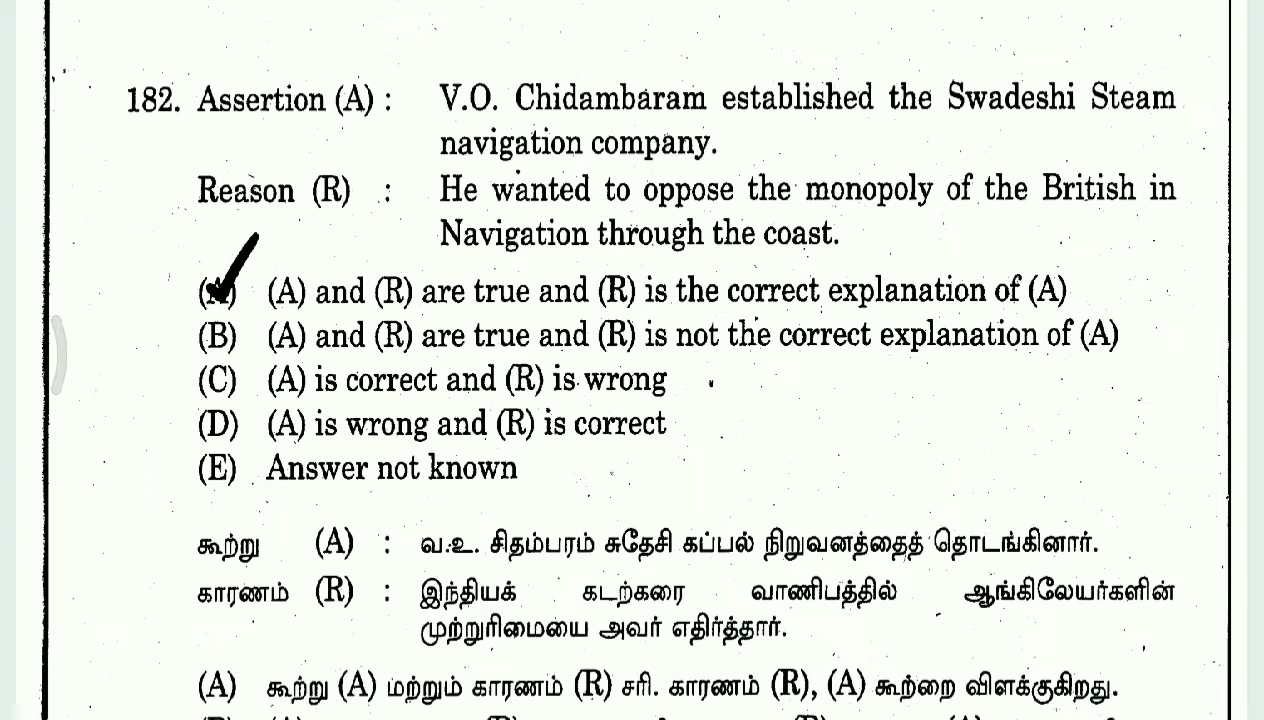 182. Assertion (A) : V.O. Chidambaram established the Swadeshi Steam
navigation company.
Reason (R) : He wanted to oppose the monopoly of the British in
Navigation through the coast.
(A) (A) and (R) are true and (R) is the correct explanation of (A)
(B) (A) and (R) are true and (R) is not the correct explanation of (A)
(C) (A) is correct and (R) is wrong
(D) (A) is wrong and (R) is correct
(E) Answer not known
கூற்று (A) : வ.உ. சிதம்பரம் சுதேசி கப்பல் நிறுவனத்தைத் தொடங்கினார்.
காரணம் (R) : இந்தியக் கடற்கரை வாணிபத்தில் ஆங்கிலேயர்களின்
முற்றுரிமையை அவர் எதிர்த்தார்.
(A) கூற்று (A) மற்றும் காரணம் (R) சரி. காரணம் (R), (A) கூற்றை விளக்குகிறது.